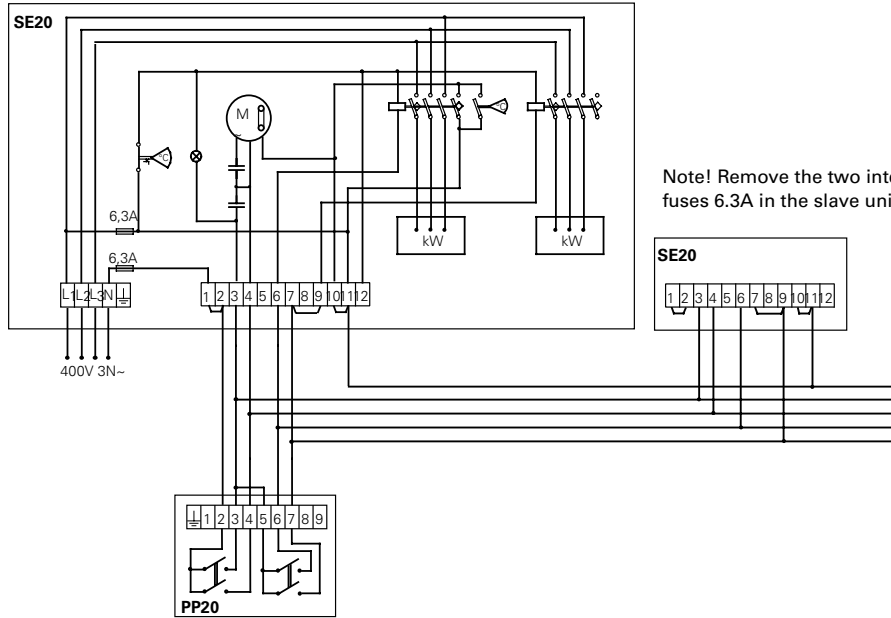 SE20
M
~
°C
°C
6,3A
6,3A
kW
kW
L1 L2 L3 N
1 2 3 4 5 6 7 8 9 10 11 12
400V 3N~
Note! Remove the two
fuses 6.3A in the slave
SE20
1 2 3 4 5 6 7 8 9 10 11 12
1 2 3 4 5 6 7 8 9
PP20